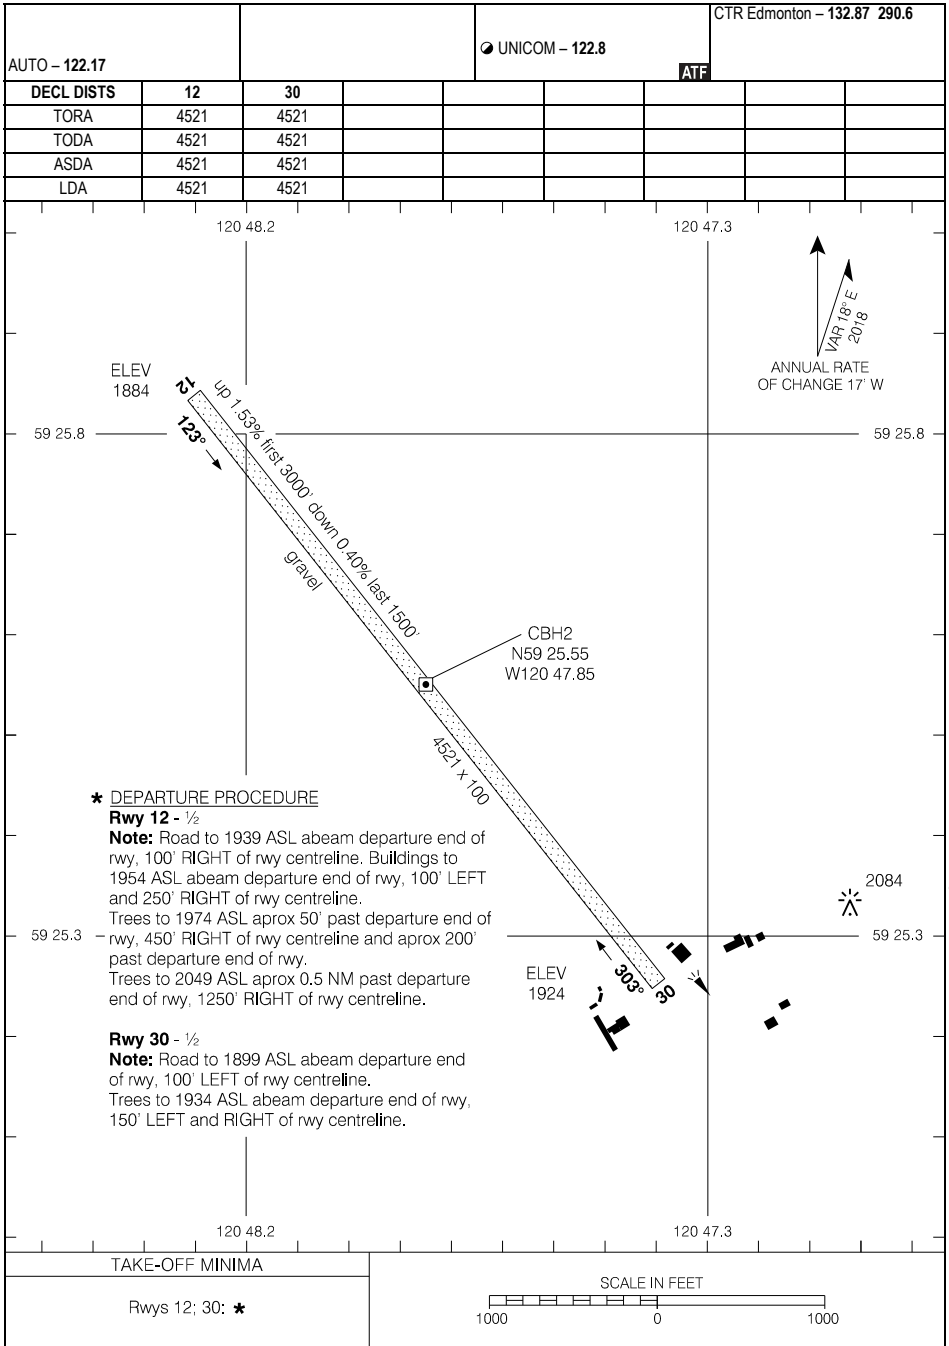 CTR Edmonton – 132.87 290.6
UNICOM – 122.8
AUTO – 122.17
ATF
DECL DISTS 12 30
TORA 4521 4521
TODA 4521 4521
ASDA 4521 4521
LDA 4521 4521
120 48.2 120 47.3
VAR 18° E
2018
ANNUAL RATE
OF CHANGE 17' W
ELEV
1884
12
123°
up 1.53% first 3000' down 0.40% last 1500'
gravel
59 25.8 59 25.8
CBH2
N59 25.55
W120 47.85
4521 x 100
* DEPARTURE PROCEDURE
Rwy 12 - ½
Note: Road to 1939 ASL abeam departure end of
rwy, 100' RIGHT of rwy centreline. Buildings to
1954 ASL abeam departure end of rwy, 100' LEFT
and 250' RIGHT of rwy centreline.
Trees to 1974 ASL aprox 50' past departure end of
rwy, 450' RIGHT of rwy centreline and aprox 200'
past departure end of rwy.
Trees to 2049 ASL aprox 0.5 NM past departure
end of rwy, 1250' RIGHT of rwy centreline.
2084
59 25.3 59 25.3
ELEV
1924
303°
30
Rwy 30 - ½
Note: Road to 1899 ASL abeam departure end
of rwy, 100' LEFT of rwy centreline.
Trees to 1934 ASL abeam departure end of rwy,
150' LEFT and RIGHT of rwy centreline.
120 48.2 120 47.3
TAKE-OFF MINIMA
Rwys 12; 30: *
SCALE IN FEET
1000 0 1000